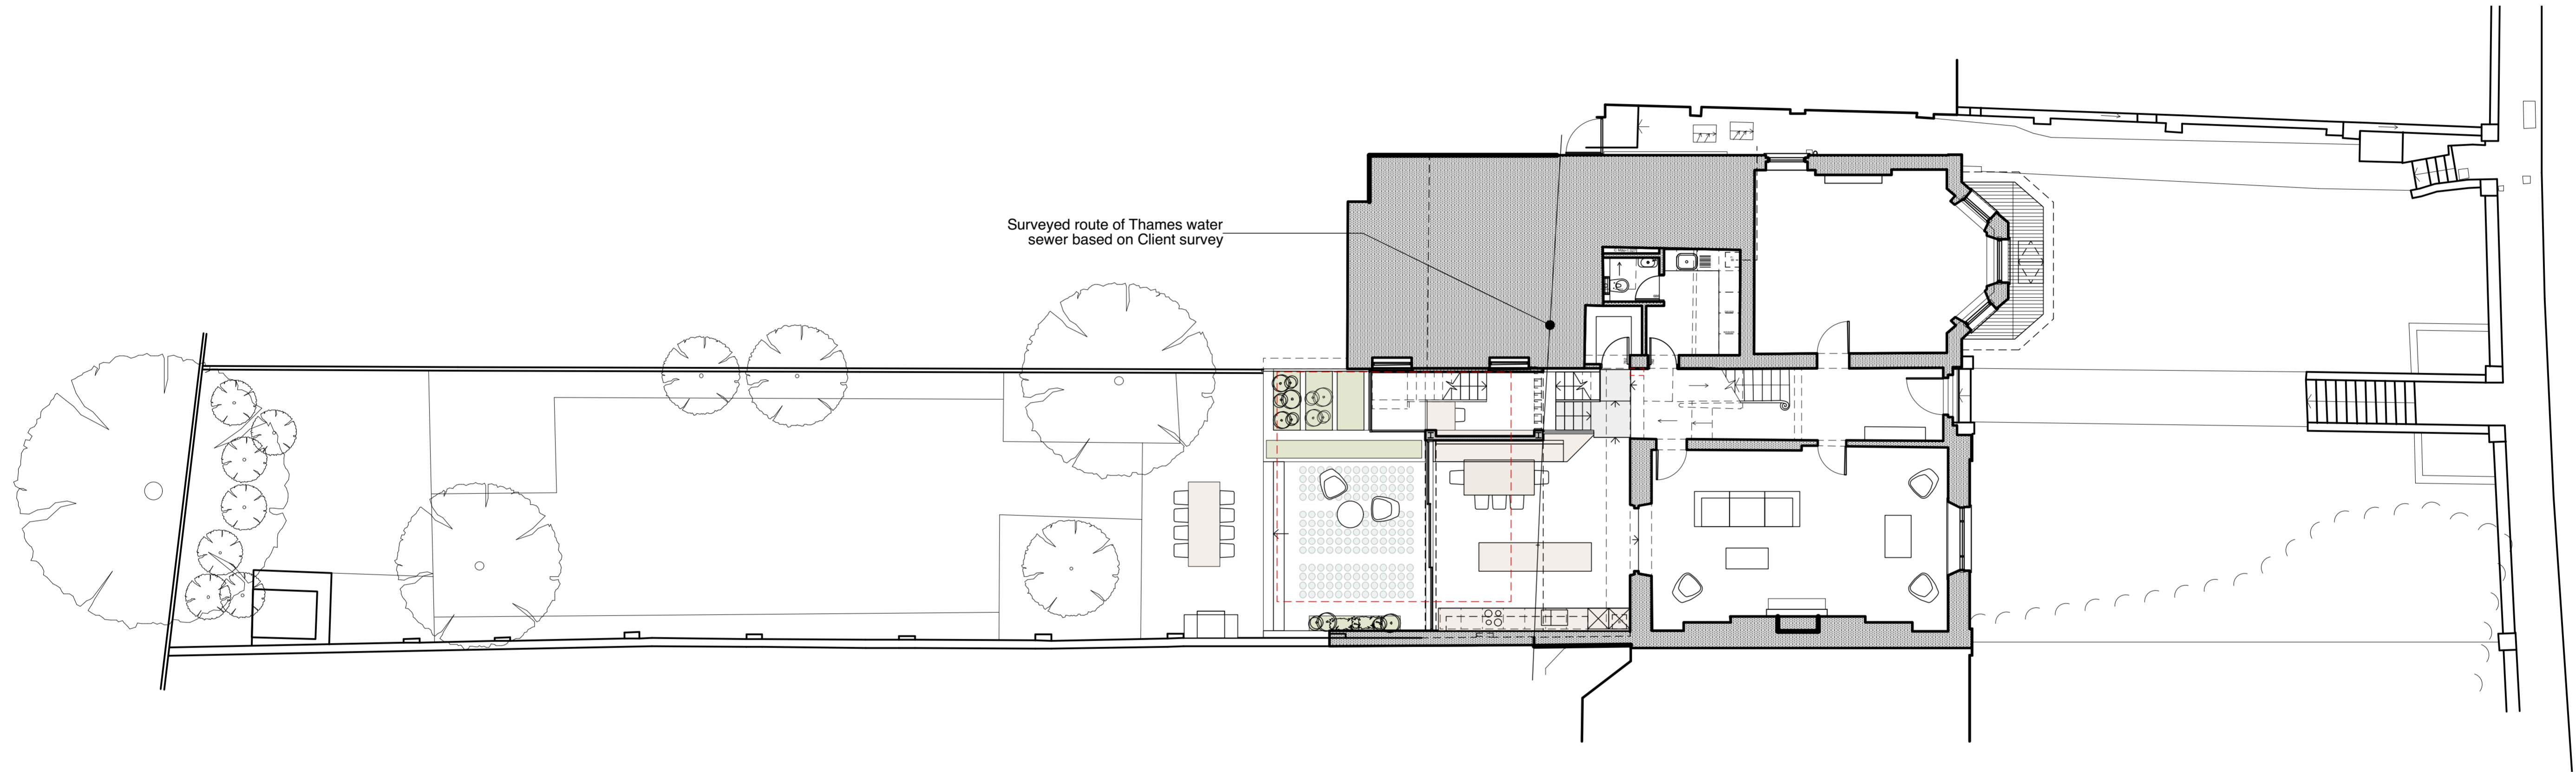 Surveyed route of Thames water
sewer based on Client survey